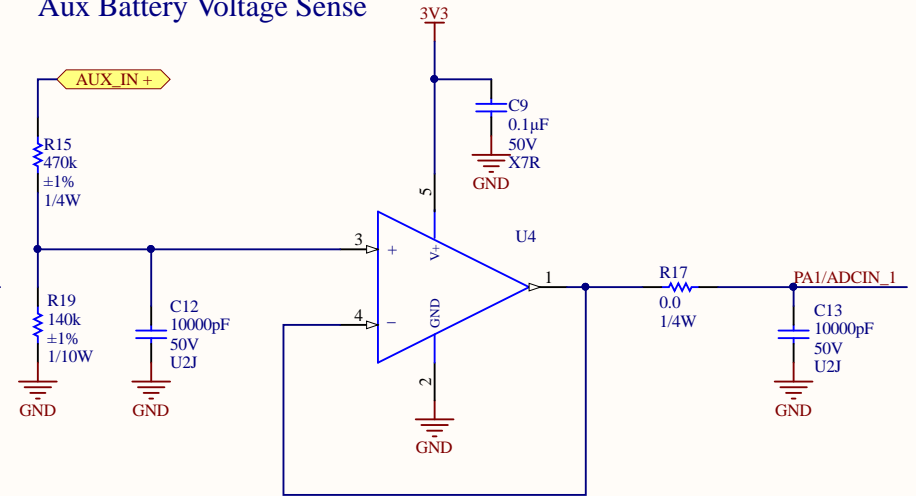 Aux Battery Voltage Sense
3V3
AUX_IN +
C9
0.1µF
50V
X7R
GND
R15
470k
±1%
1/4W
5
3
+
V+
U4
1
R17
0.0
1/4W
PA1/ADCIN_1
R19
140k
±1%
1/10W
GND
C12
10000pF
50V
U2J
GND
4
−
GND
2
GND
C13
10000pF
50V
U2J
GND